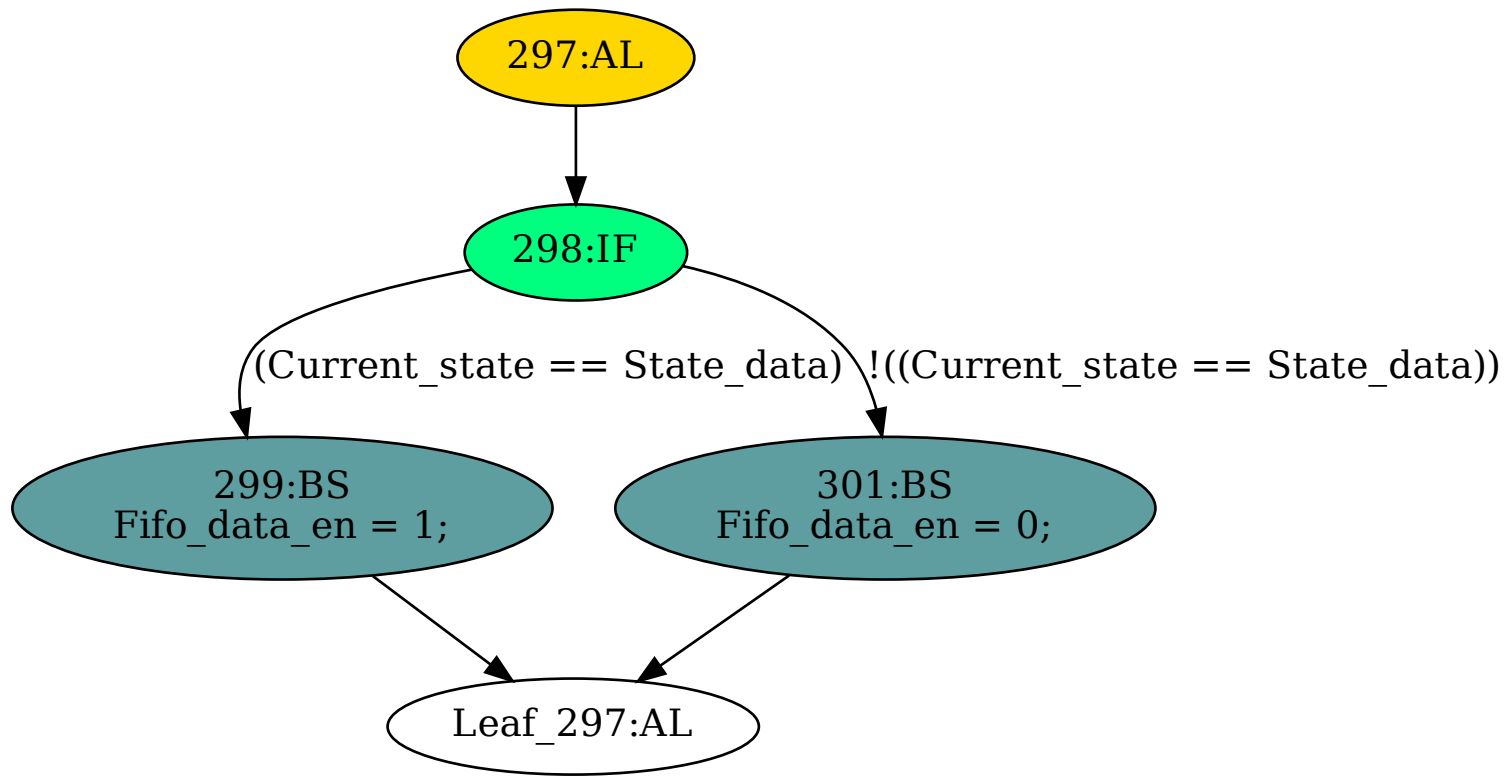 297:AL
298:IF
(Current_state == State_data)
!((Current_state == State_data))
299:BS
Fifo_data_en = 1;
301:BS
Fifo_data_en = 0;
Leaf_297:AL